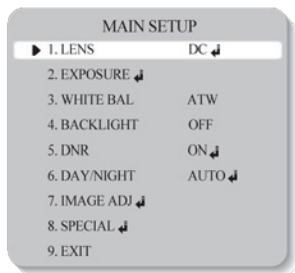 MAIN SETUP
1. LENS DC ↲
2. EXPOSURE ↲
3. WHITE BAL ATW
4. BACKLIGHT OFF
5. DNR ON ↲
6. DAY/NIGHT AUTO ↲
7. IMAGE ADJ ↲
8. SPECIAL ↲
9. EXIT